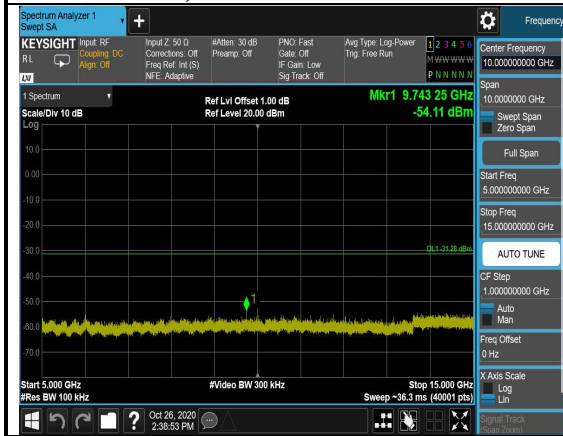 Spectrum Analyzer 1
Swept SA
+
Frequency
KEYSIGHT
RL
LXI
Input: RF
Coupling: DC
Align: Off
Input Z: 50 Ω
Corrections: Off
Freq Ref: Int (S)
NFE: Adaptive
#Atten: 30 dB
Preamp: Off
PNO: Fast
Gate: Off
IF Gain: Low
Sig Track: Off
Avg Type: Log-Power
Trig: Free Run
1 2 3 4 5 6
M W W W W W
P N N N N N
1 Spectrum
Scale/Div 10 dB
Log
Ref Lvl Offset 1.00 dB
Ref Level 20.00 dBm
Mkr1 9.743 25 GHz
-54.11 dBm
10.0
0.00
-10.0
-20.0
-30.0
-40.0
-50.0
-60.0
-70.0
DL1 -31.28 dBm
1
Start 5.000 GHz
#Res BW 100 kHz
#Video BW 300 kHz
Stop 15.000 GHz
Sweep ~36.3 ms (40001 pts)
Center Frequency
10.000000000 GHz
Span
10.0000000 GHz
Swept Span
Zero Span
Full Span
Start Freq
5.000000000 GHz
Stop Freq
15.000000000 GHz
AUTO TUNE
CF Step
1.000000000 GHz
Auto
Man
Freq Offset
0 Hz
X Axis Scale
Log
Lin
Signal Track
(Span Zoom)
?
Oct 26, 2020
2:38:53 PM